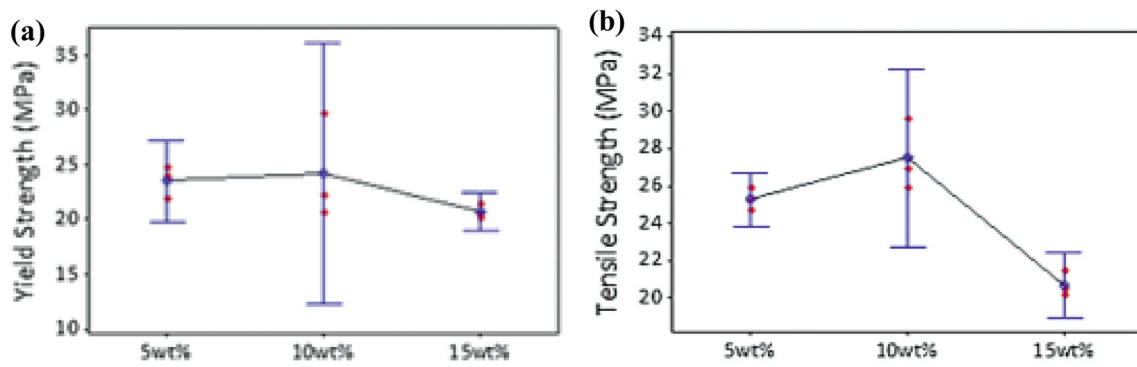 (a)
Yield Strength (MPa)
35
30
25
20
15
10
5wt%
10wt%
15wt%
(b)
Tensile Strength (MPa)
34
32
30
28
26
24
22
20
5wt%
10wt%
15wt%